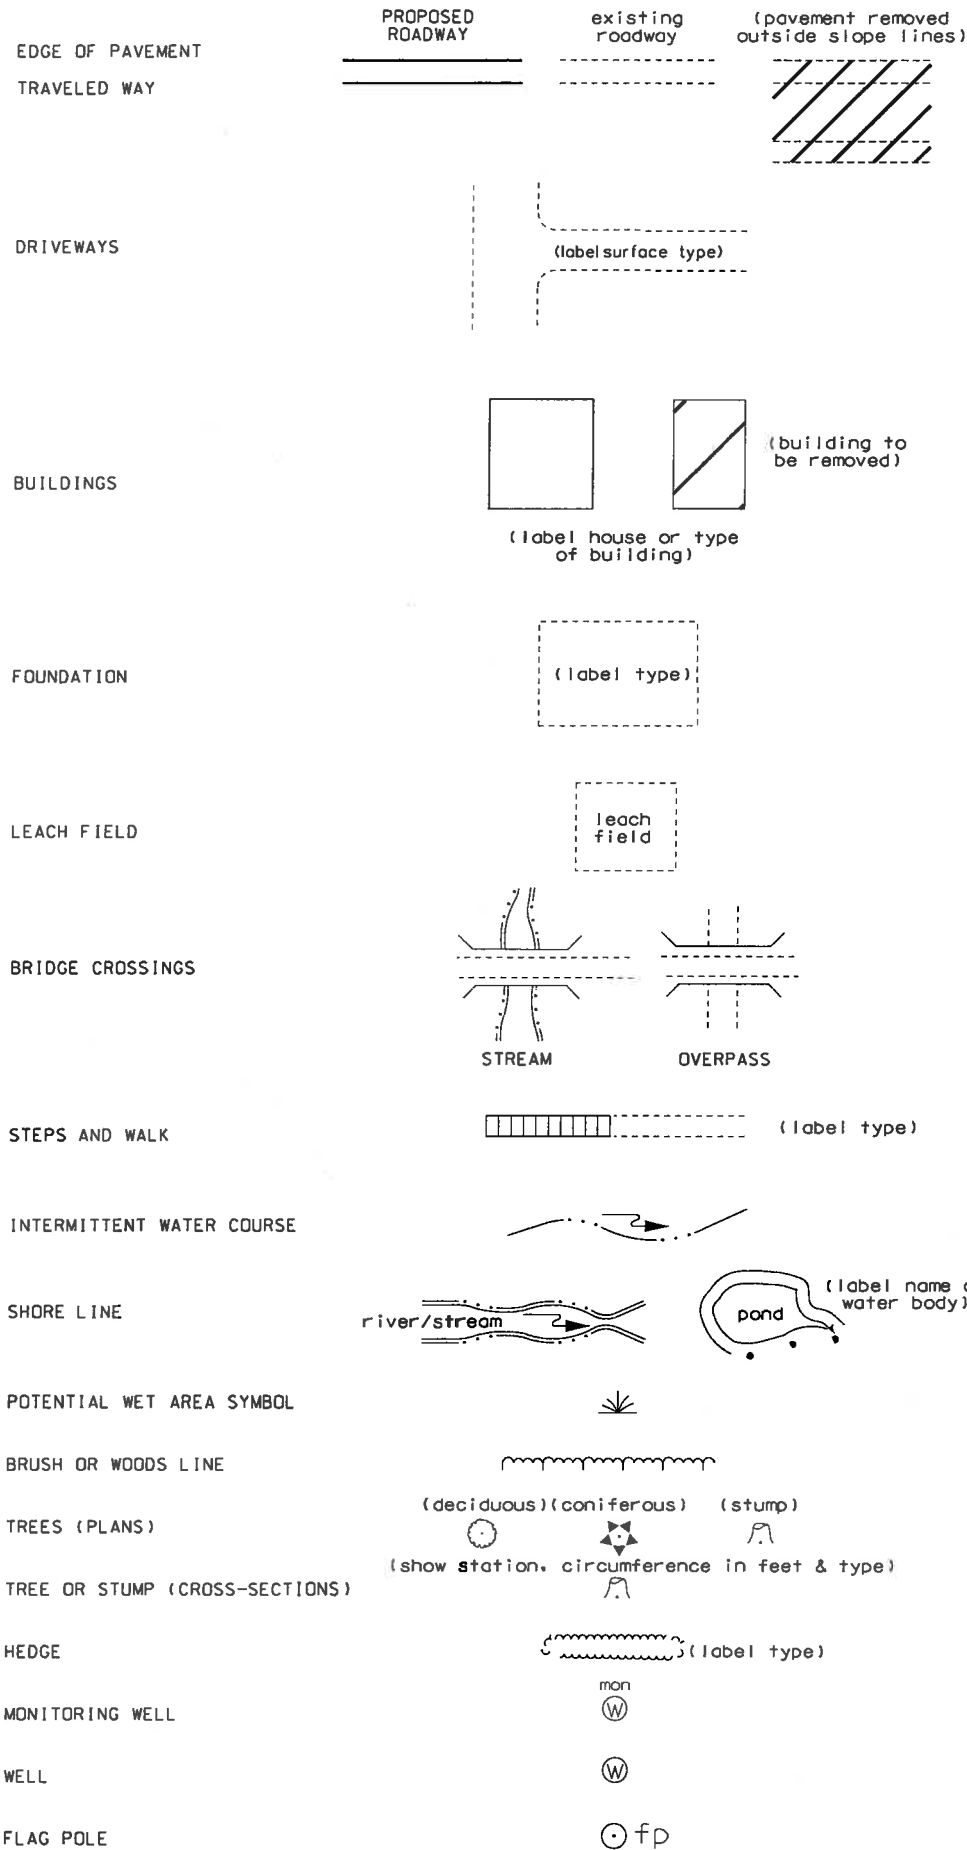 PROPOSED
ROADWAY
existing
roadway
(pavement removed
outside slope lines)
EDGE OF PAVEMENT
TRAVELED WAY
DRIVEWAYS
(label surface type)
BUILDINGS
(building to
be removed)
(label house or type
of building)
FOUNDATION
(label type)
LEACH FIELD
leach
field
BRIDGE CROSSINGS
STREAM
OVERPASS
STEPS AND WALK
(label type)
INTERMITTENT WATER COURSE
SHORE LINE
river/stream
pond
(label name
water body)
POTENTIAL WET AREA SYMBOL
BRUSH OR WOODS LINE
(deciduous) (coniferous) (stump)
TREES (PLANS)
(show station, circumference in feet & type)
TREE OR STUMP (CROSS-SECTIONS)
HEDGE
(label type)
mon
MONITORING WELL
W
WELL
W
FLAG POLE
fp